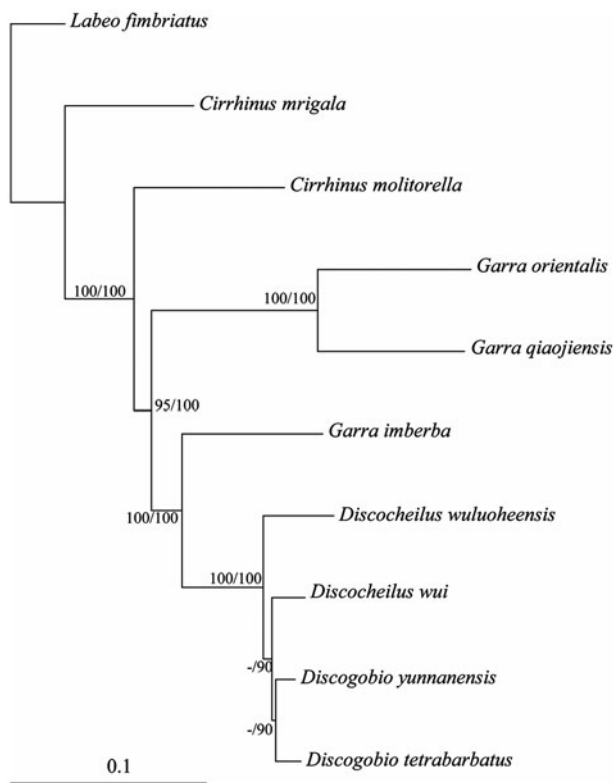 Labeo fimbriatus
Cirrhinus mrigala
Cirrhinus molitorella
Garra orientalis
100/100
100/100
Garra qiaojiensis
95/100
Garra imberba
Discocheilus wuluoheensis
100/100
100/100
Discocheilus wui
-/90
Discogobio yunnanensis
-/90
Discogobio tetrabarbatus
0.1